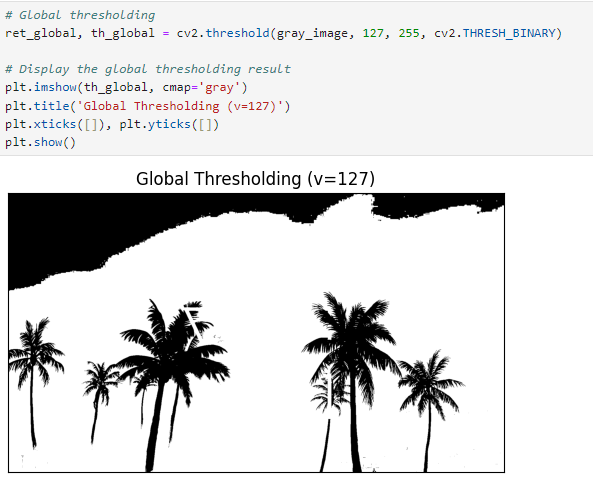 # Global thresholding
ret_global, th_global = cv2.threshold(gray_image, 127, 255, cv2.THRESH_BINARY)
# Display the global thresholding result
plt.imshow(th_global, cmap='gray')
plt.title('Global Thresholding (v=127)')
plt.xticks([]), plt.yticks([])
plt.show()
Global Thresholding (v=127)